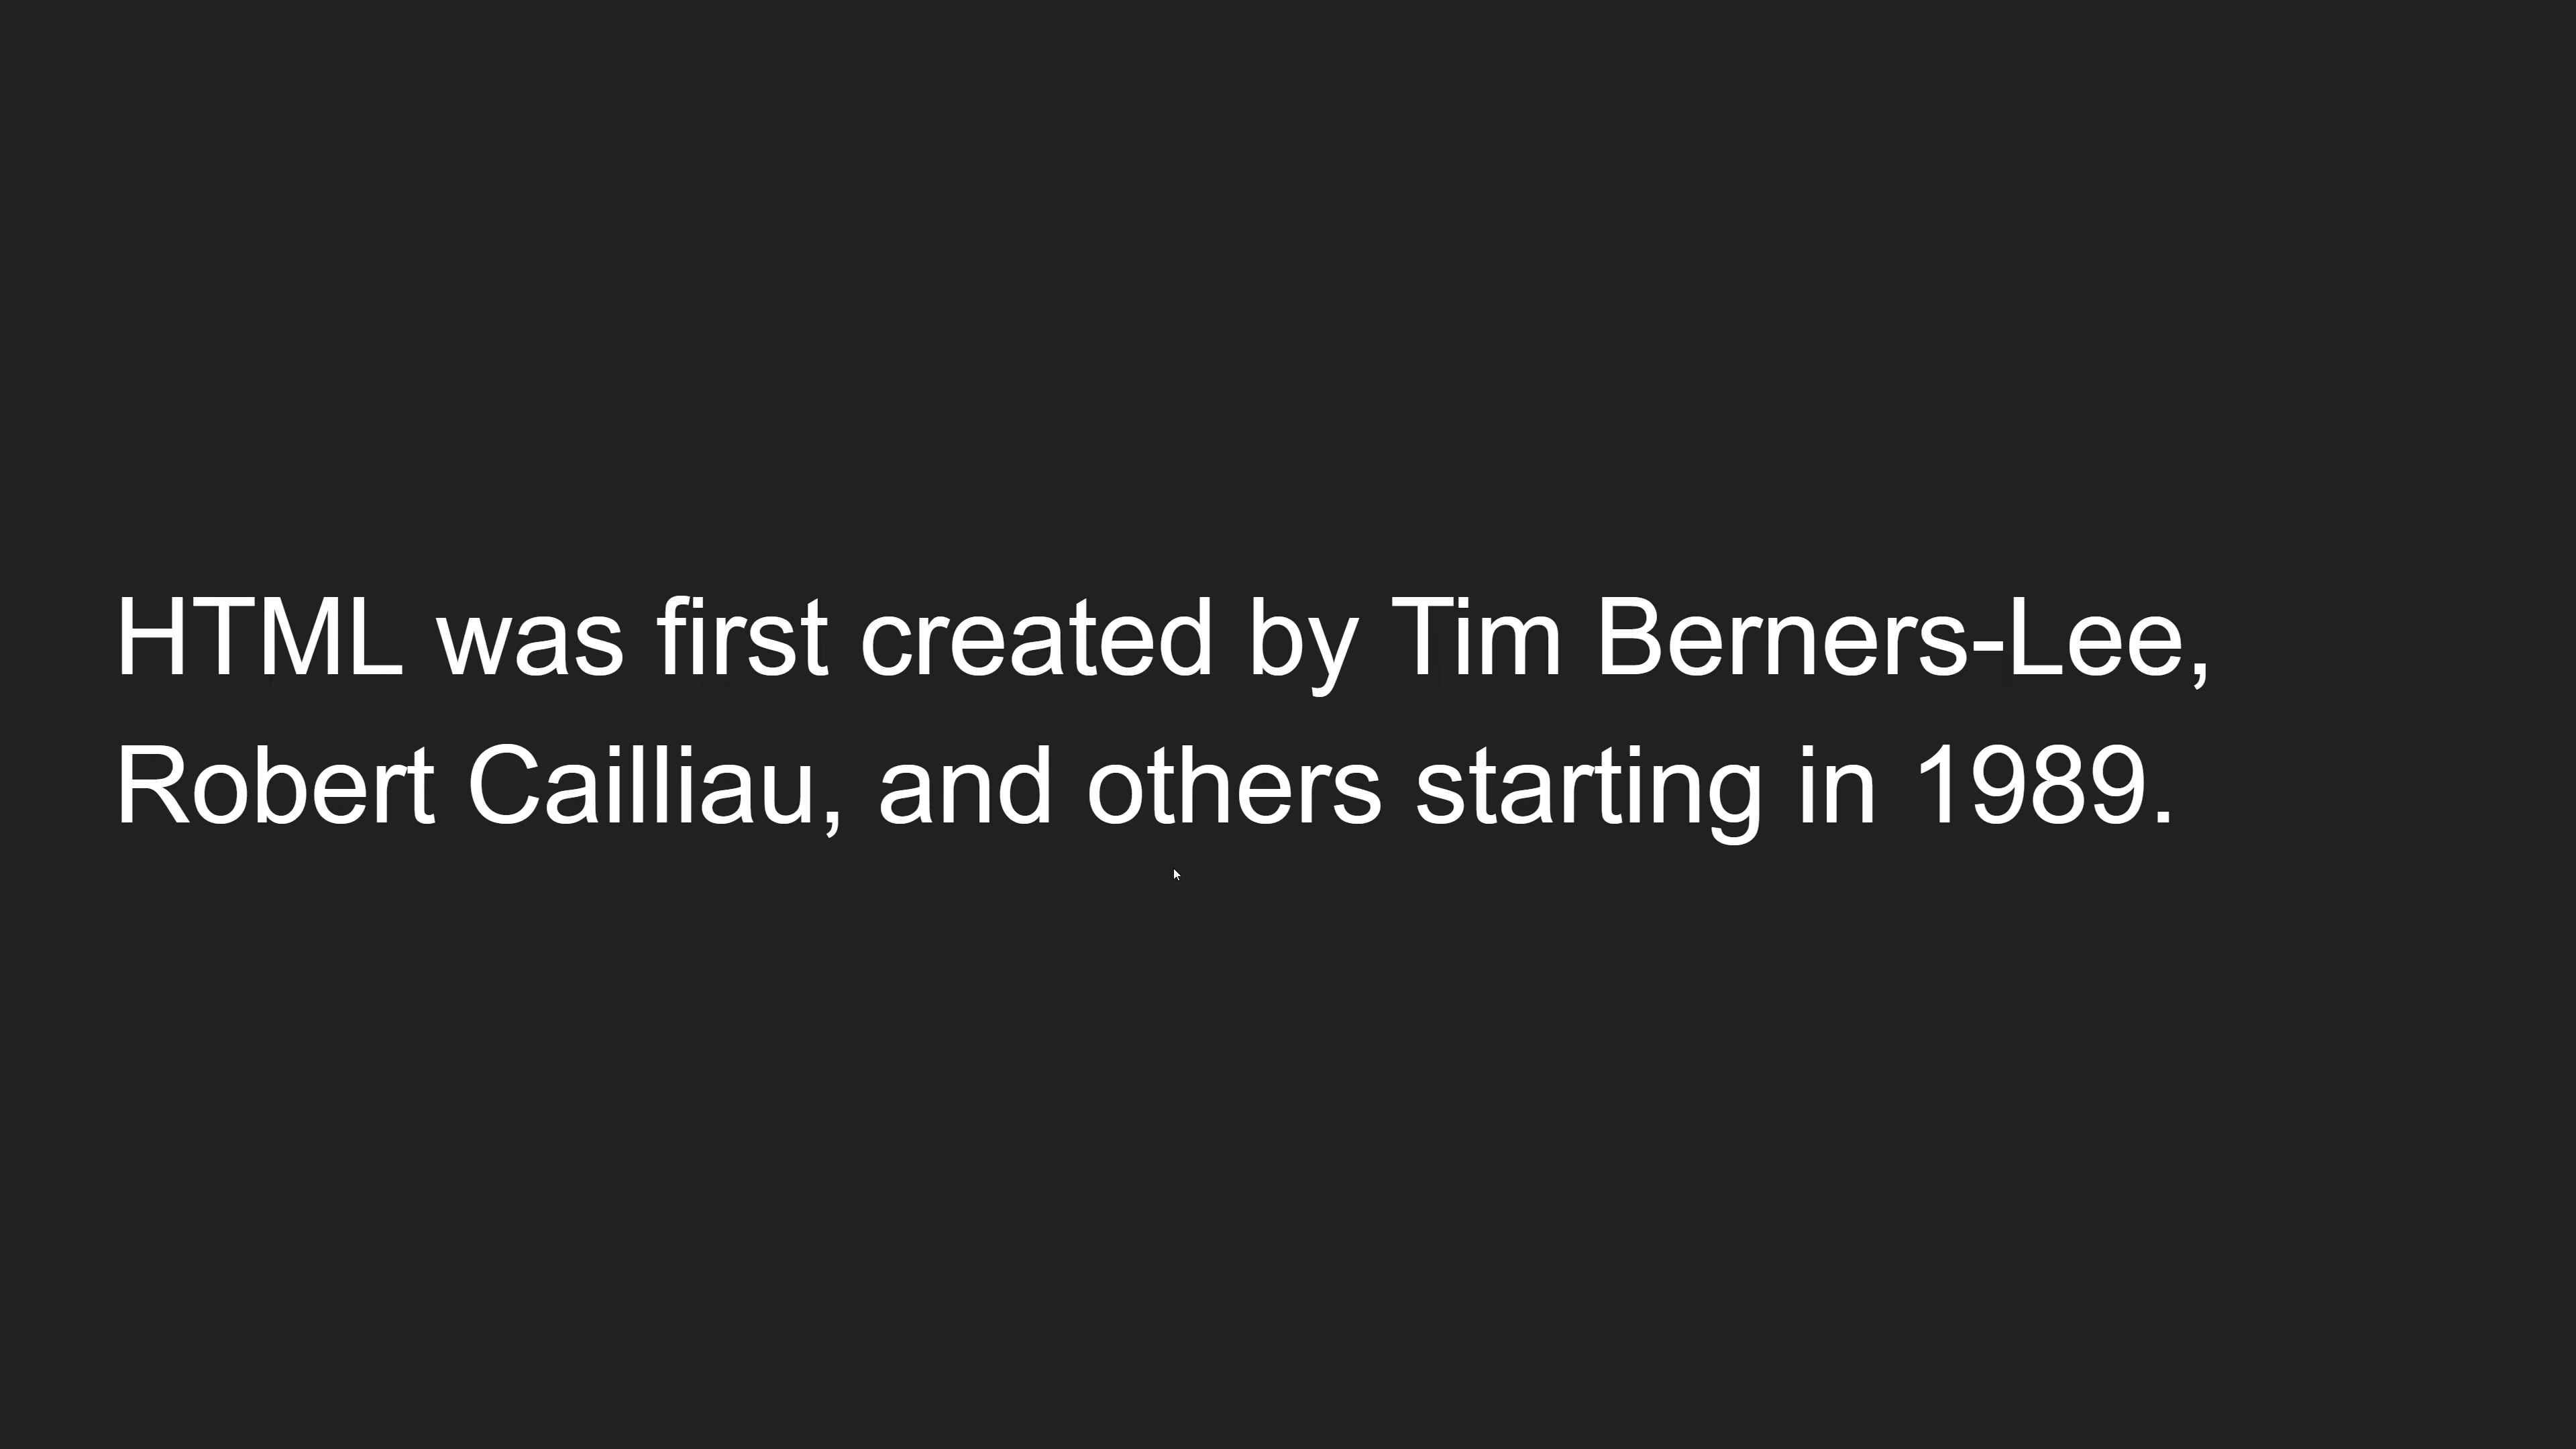 HTML was first created by Tim Berners-Lee,
Robert Cailliau, and others starting in 1989.